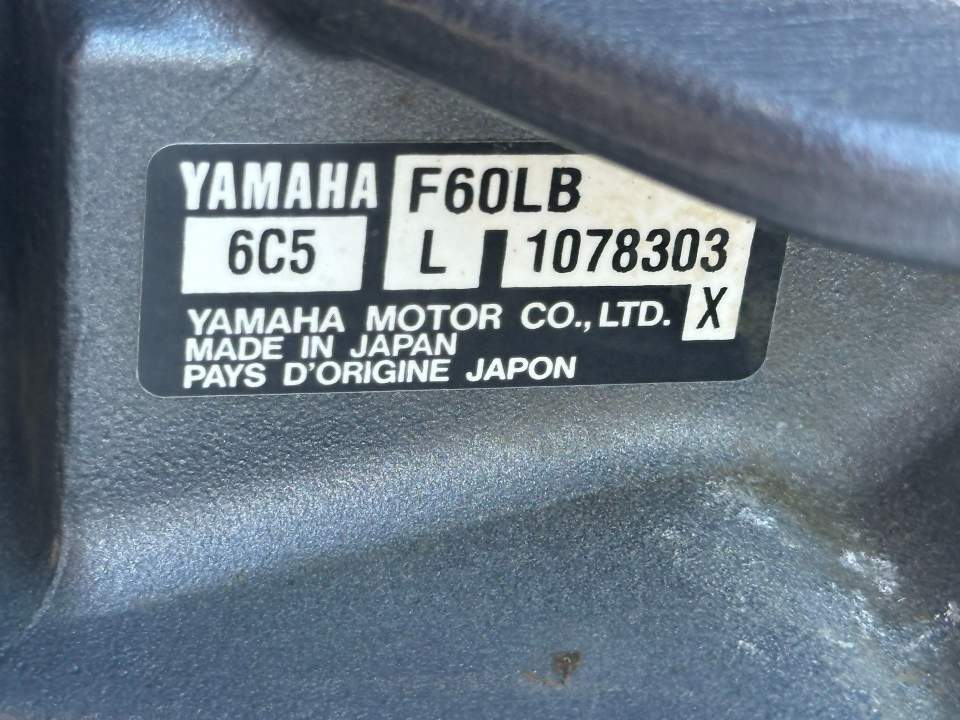 YAMAHA F60LB
6C5 L 1078303
X
YAMAHA MOTOR CO., LTD.
MADE IN JAPAN
PAYS D'ORIGINE JAPON